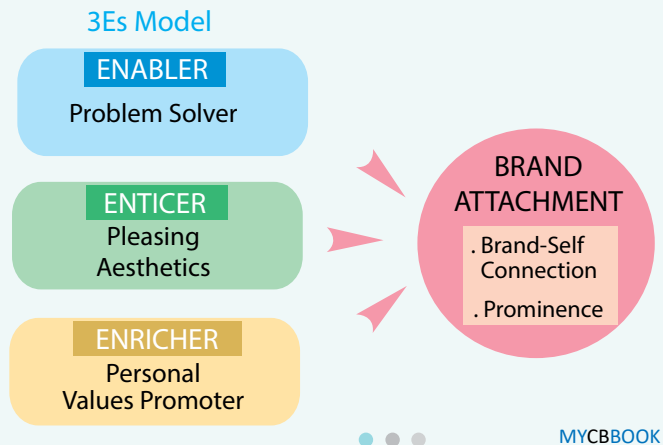 3Es Model
ENABLER
Problem Solver
ENTICER
Pleasing
Aesthetics
ENRICHER
Personal
Values Promoter
BRAND
ATTACHMENT
. Brand-Self
Connection
. Prominence
MYCBBOOK